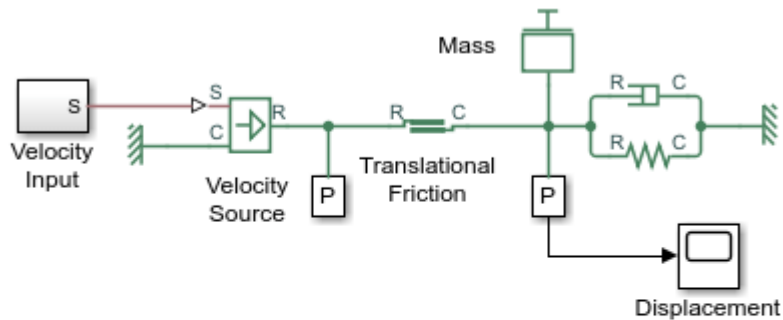 Mass
S
S
R
C
R
C
R
C
R
C
Velocity
Input
Velocity
Source
Translational
Friction
P
P
Displacement